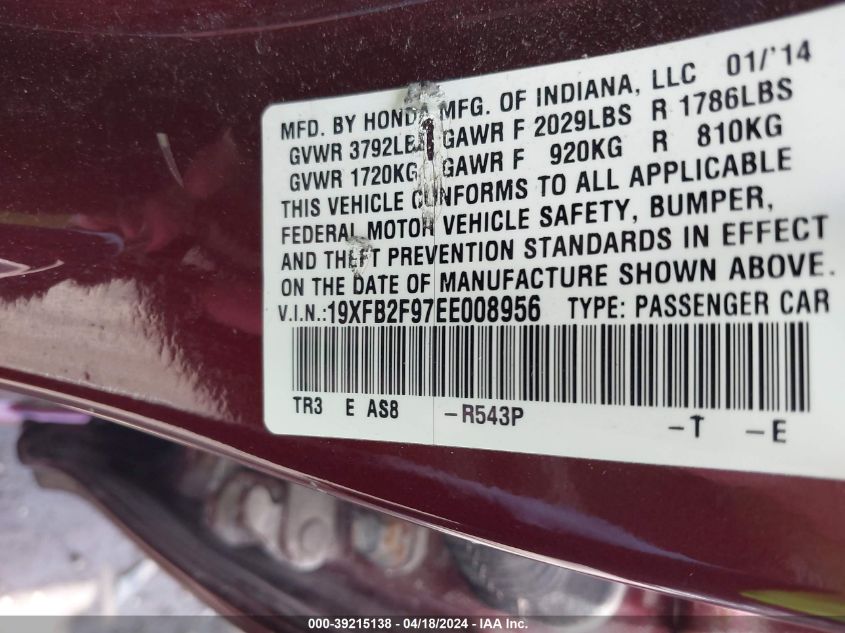 MFD. BY HONDA MFG. OF INDIANA, LLC 01/'14
GVWR 3792LBS GAWR F 2029LBS R 1786LBS
GVWR 1720KG GAWR F 920KG R 810KG
THIS VEHICLE CONFORMS TO ALL APPLICABLE
FEDERAL MOTOR VEHICLE SAFETY, BUMPER,
AND THEFT PREVENTION STANDARDS IN EFFECT
ON THE DATE OF MANUFACTURE SHOWN ABOVE.
V.I.N.:19XFB2F97EE008956 TYPE: PASSENGER CAR
TR3 E AS8 -R543P -T -E
000-39215138 - 04/18/2024 - IAA Inc.